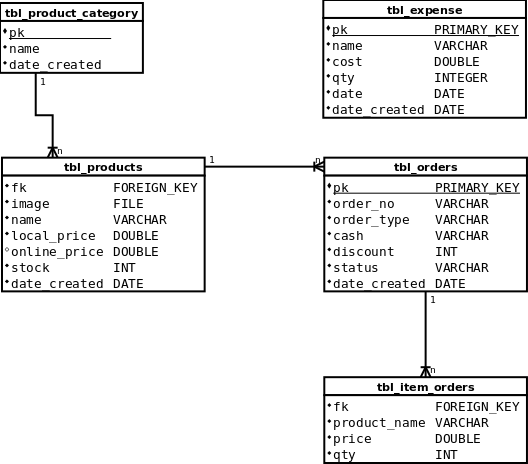 tbl_product_category
pk
name
date_created
tbl_expense
pk PRIMARY_KEY
name VARCHAR
cost DOUBLE
qty INTEGER
date DATE
date_created DATE
1
n
tbl_products
fk FOREIGN_KEY
image FILE
name VARCHAR
local_price DOUBLE
online_price DOUBLE
stock INT
date_created DATE
1
n
tbl_orders
pk PRIMARY_KEY
order_no VARCHAR
order_type VARCHAR
cash VARCHAR
discount INT
status VARCHAR
date_created DATE
1
n
tbl_item_orders
fk FOREIGN_KEY
product_name VARCHAR
price DOUBLE
qty INT